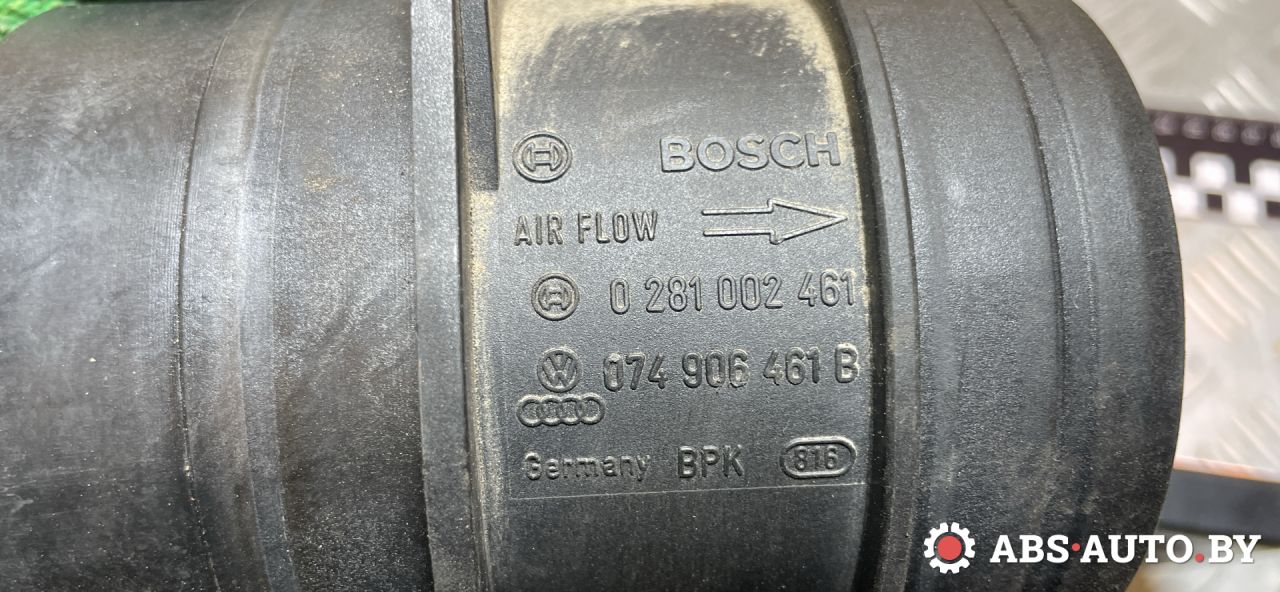 BOSCH
AIR FLOW
0 281 002 461
074 906 461 B
Germany BPK 816
ABS-AUTO.BY